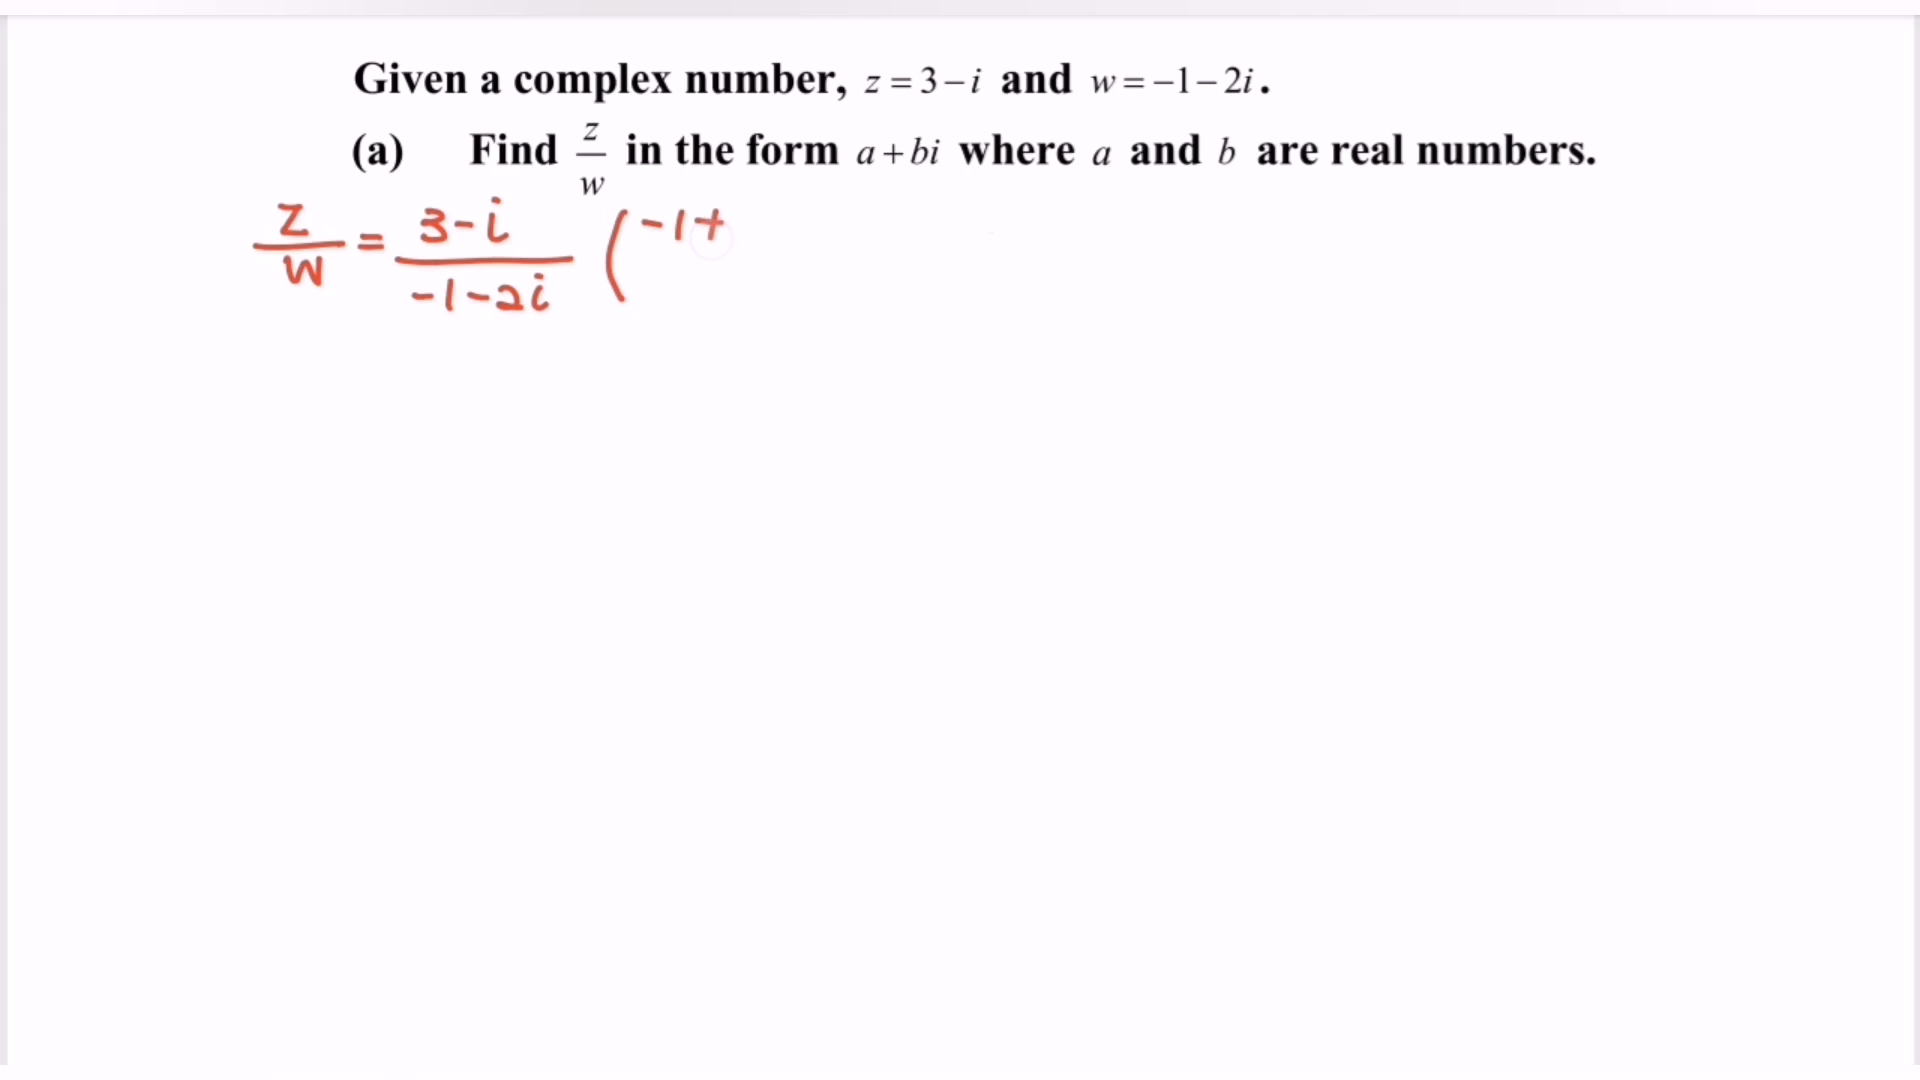 Given a complex number, z = 3 – i and w = –1 – 2i.
(a) Find z/w in the form a + bi where a and b are real numbers.
z/w = 3-i/-1-2i (-1+